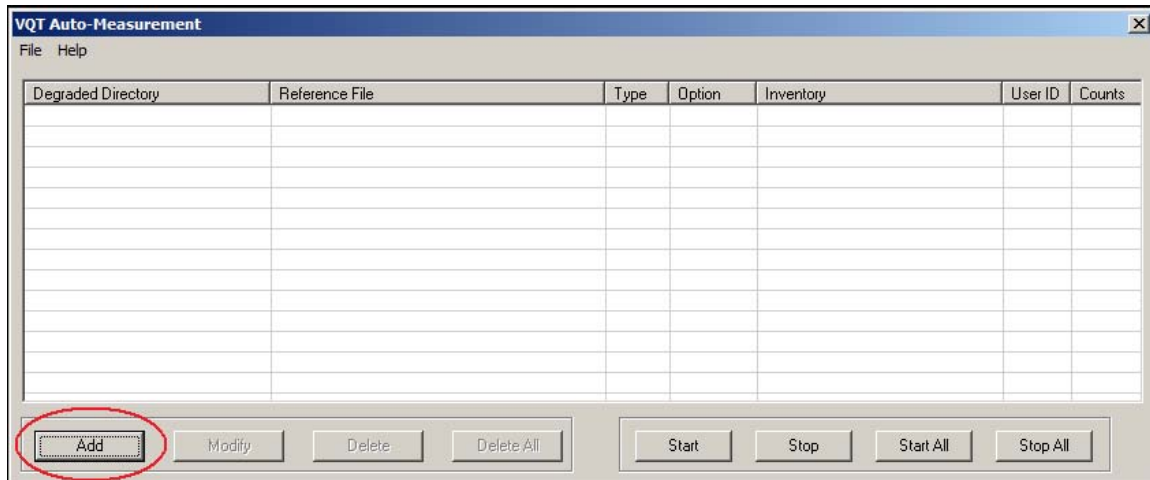 VQT Auto-Measurement
File Help
Degraded Directory Reference File Type Option Inventory User ID Counts
Add Modify Delete Delete All Start Stop Start All Stop All